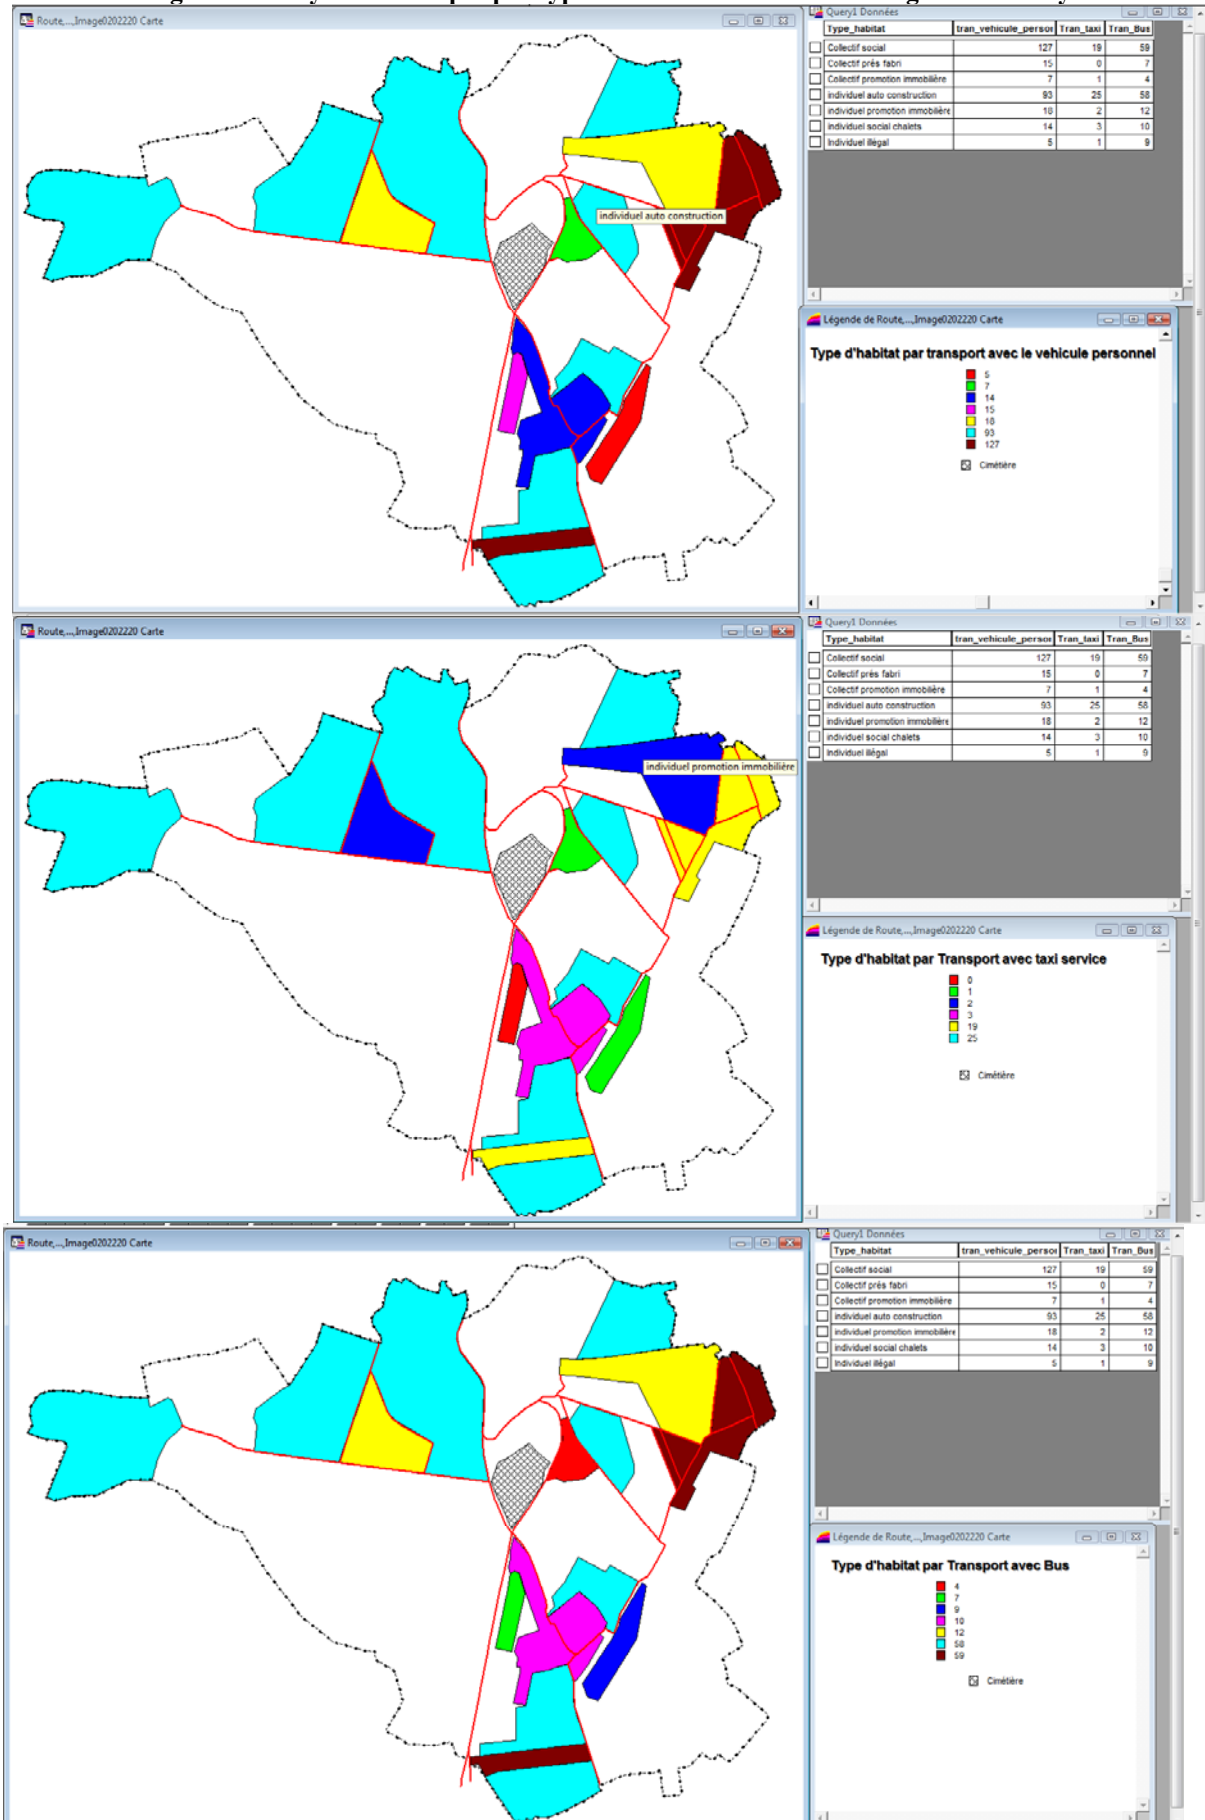 Route,...,Image0202220 Carte
individuel auto construction
Query1 Données
Type_habitat tran_vehicule_persor Tran_taxi Tran_Bus
Collectif social 127 19 59
Collectif prés fabri 15 0 7
Collectif promotion immobilière 7 1 4
individuel auto construction 93 25 58
individuel promotion immobilière 18 2 12
individuel social chalets 14 3 10
Individuel illégal 5 1 9
Légende de Route,...,Image0202220 Carte
Type d'habitat par transport avec le vehicule personnel
5
7
14
15
18
93
127
Cimétière
Route,...,Image0202220 Carte
individuel promotion immobilière
Query1 Données
Type_habitat tran_vehicule_persor Tran_taxi Tran_Bus
Collectif social 127 19 59
Collectif prés fabri 15 0 7
Collectif promotion immobilière 7 1 4
individuel auto construction 93 25 58
individuel promotion immobilière 18 2 12
individuel social chalets 14 3 10
Individuel illégal 5 1 9
Légende de Route,...,Image0202220 Carte
Type d'habitat par Transport avec taxi service
0
1
2
3
19
25
Cimétière
Route,...,Image0202220 Carte
Query1 Données
Type_habitat tran_vehicule_persor Tran_taxi Tran_Bus
Collectif social 127 19 59
Collectif prés fabri 15 0 7
Collectif promotion immobilière 7 1 4
individuel auto construction 93 25 58
individuel promotion immobilière 18 2 12
individuel social chalets 14 3 10
Individuel illégal 5 1 9
Légende de Route,...,Image0202220 Carte
Type d'habitat par Transport avec Bus
4
7
9
10
12
58
59
Cimétière